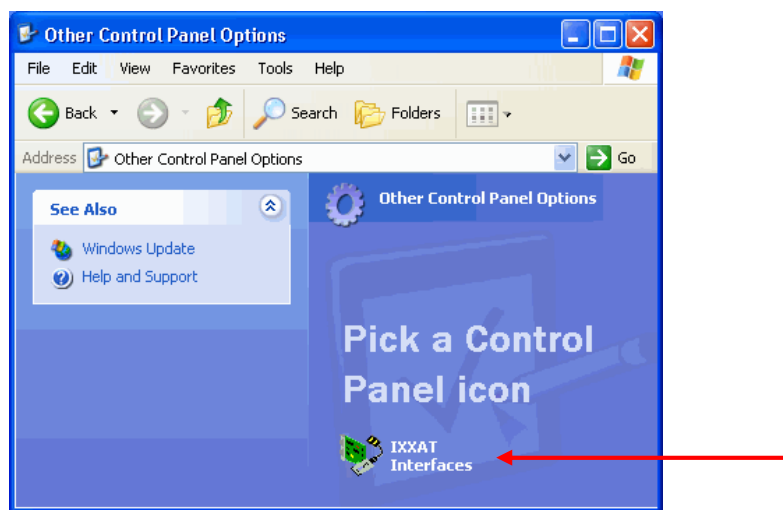 Other Control Panel Options
File Edit View Favorites Tools Help
Back Search Folders
Address Other Control Panel Options Go
See Also
Windows Update
Help and Support
Other Control Panel Options
Pick a Control
Panel icon
IXXAT
Interfaces